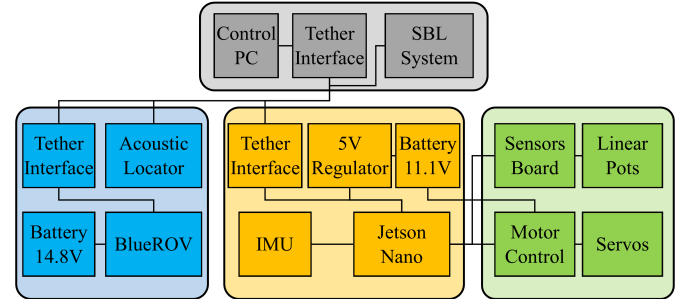 Control
PC
Tether
Interface
SBL
System
Tether
Interface
Acoustic
Locator
Battery
14.8V
BlueROV
Tether
Interface
5V
Regulator
Battery
11.1V
IMU
Jetson
Nano
Sensors
Board
Linear
Pots
Motor
Control
Servos